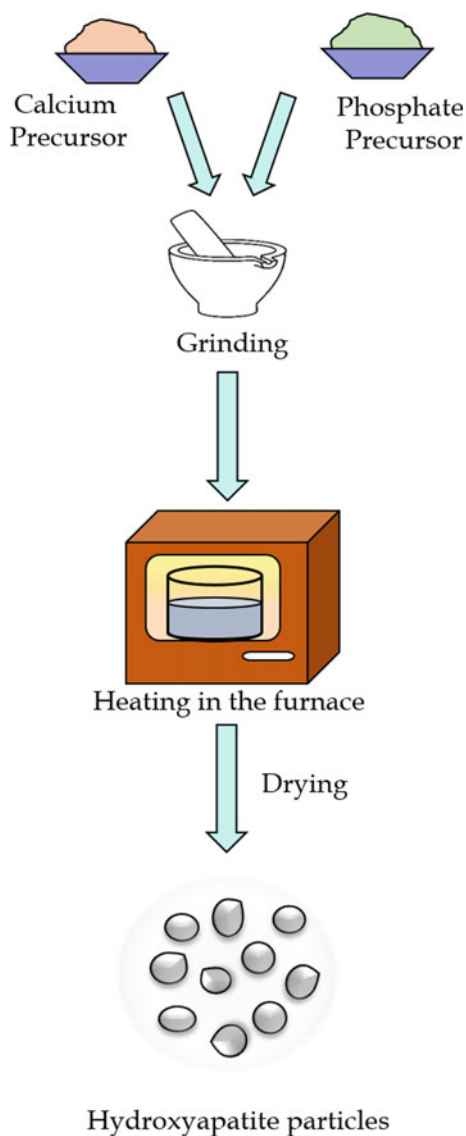 Calcium
Precursor
Phosphate
Precursor
Grinding
Heating in the furnace
Drying
Hydroxyapatite particles